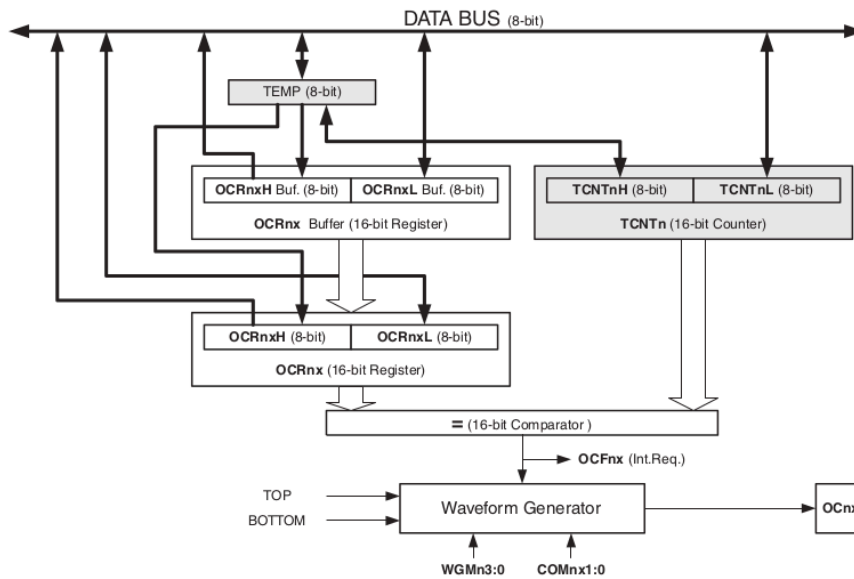 DATA BUS (8-bit)
TEMP (8-bit)
OCRnxH Buf. (8-bit) OCRnxL Buf. (8-bit)
OCRnx Buffer (16-bit Register)
TCNTnH (8-bit) TCNTnL (8-bit)
TCNTn (16-bit Counter)
OCRnxH (8-bit) OCRnxL (8-bit)
OCRnx (16-bit Register)
= (16-bit Comparator )
OCFnx (Int.Req.)
TOP
BOTTOM
Waveform Generator
OCnx
WGMn3:0 COMnx1:0